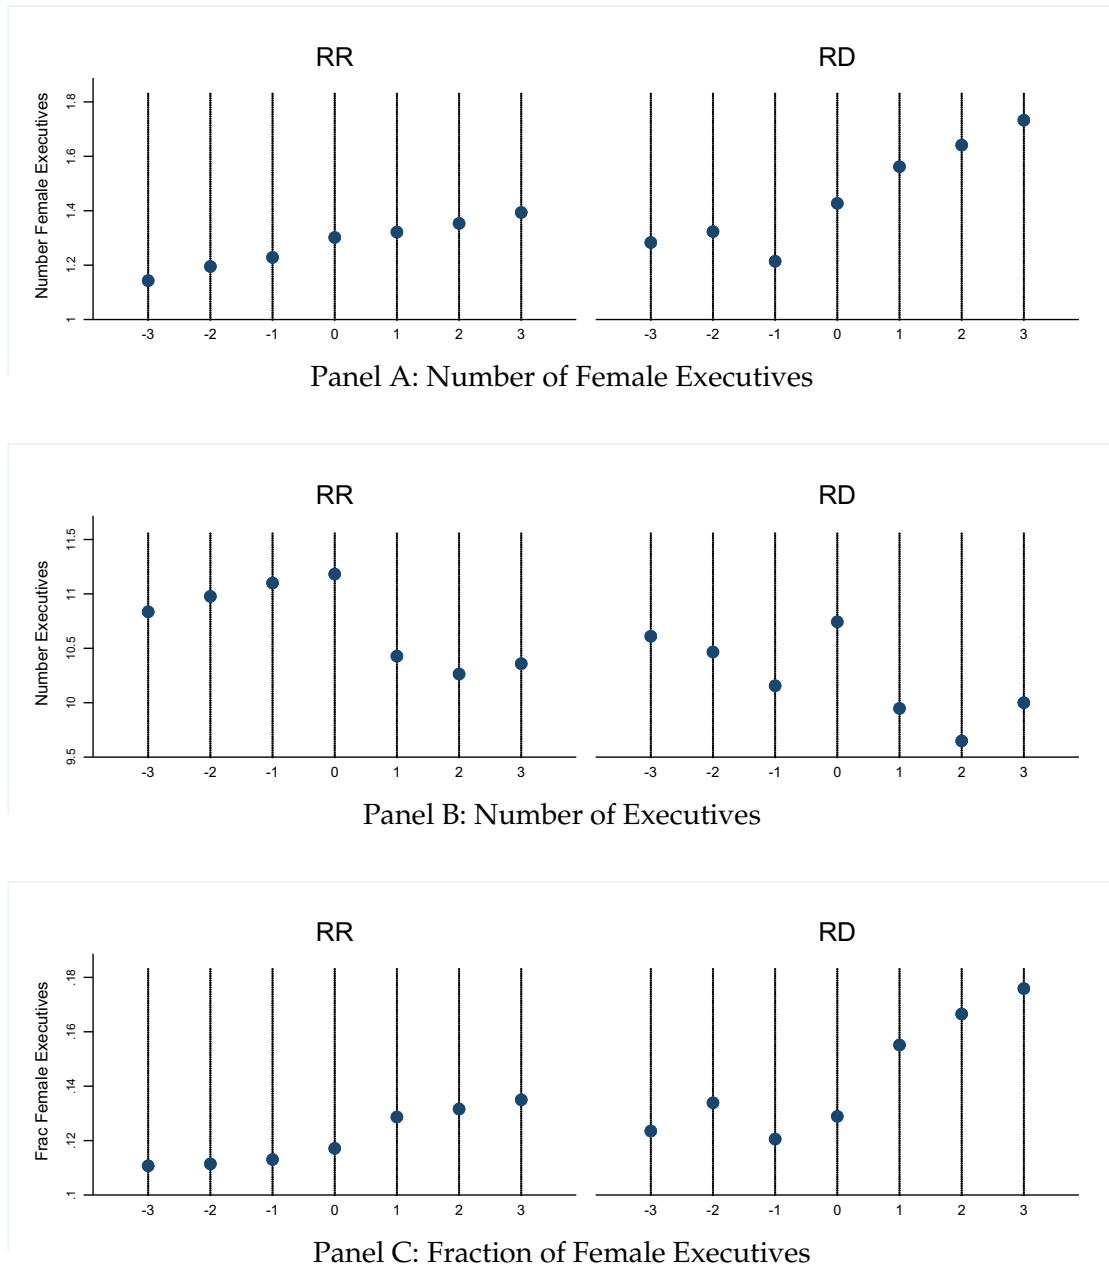 RR RD
Number Female Executives
1.8
1.6
1.4
1.2
1
-3 -2 -1 0 1 2 3 -3 -2 -1 0 1 2 3
Panel A: Number of Female Executives
RR RD
Number Executives
11.5
11
10.5
10
9.5
-3 -2 -1 0 1 2 3 -3 -2 -1 0 1 2 3
Panel B: Number of Executives
RR RD
Frac Female Executives
.18
.16
.14
.12
.1
-3 -2 -1 0 1 2 3 -3 -2 -1 0 1 2 3
Panel C: Fraction of Female Executives